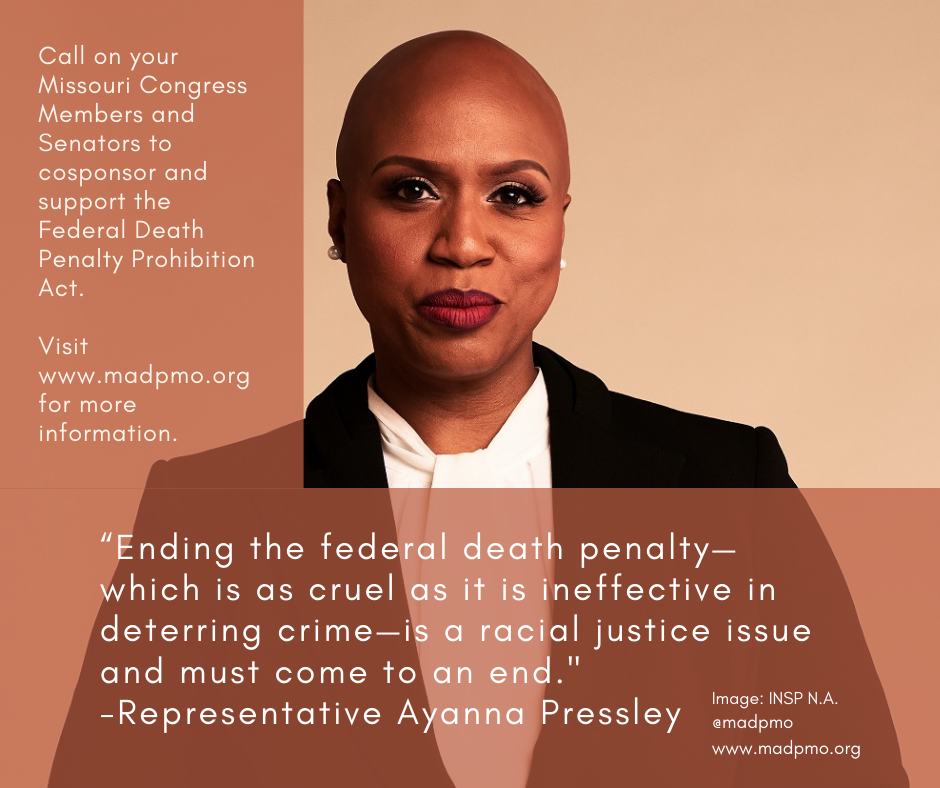 Call on your
Missouri Congress
Members and
Senators to
cosponsor and
support the
Federal Death
Penalty Prohibition
Act.
Visit
www.madpmo.org
for more
information.
“Ending the federal death penalty—
which is as cruel as it is ineffective in
deterring crime—is a racial justice issue
and must come to an end."
-Representative Ayanna Pressley
Image: INSP N.A.
@madpmo
www.madpmo.org